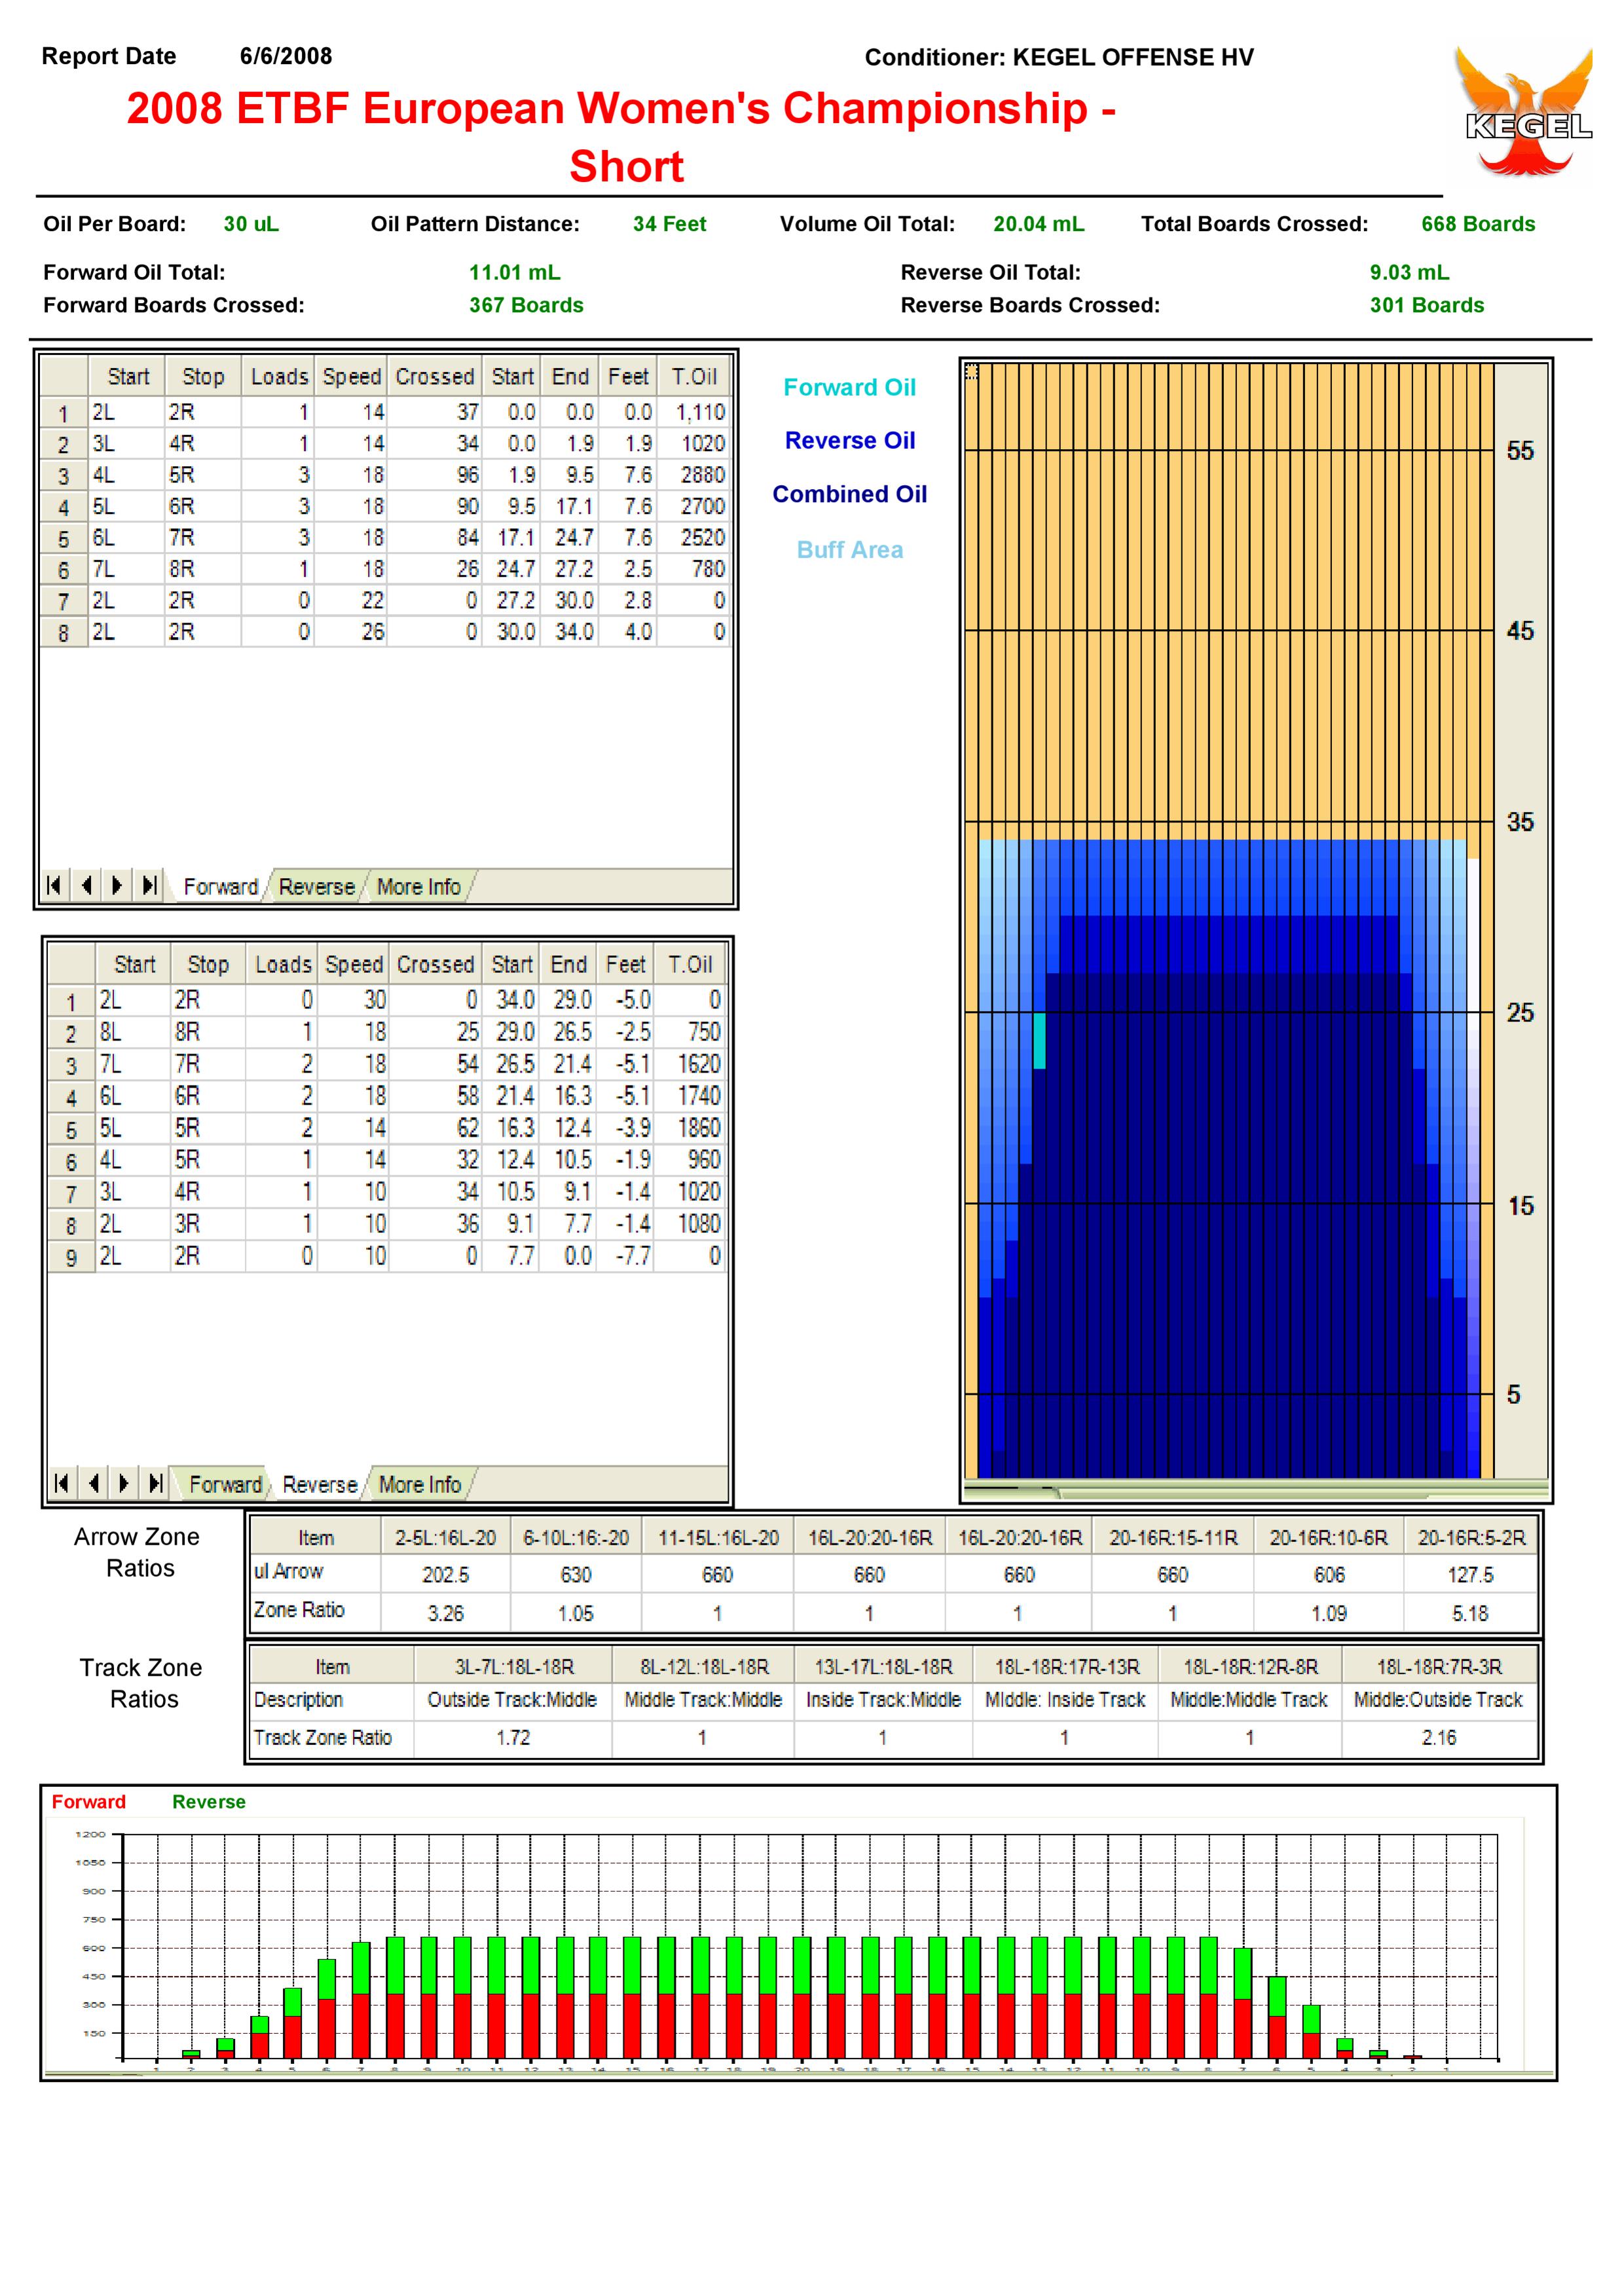 Report Date 6/6/2008 Conditioner: KEGEL OFFENSE HV
2008 ETBF European Women's Championship -
Short
KEGEL
Oil Per Board: 30 uL Oil Pattern Distance: 34 Feet Volume Oil Total: 20.04 mL Total Boards Crossed: 668 Boards
Forward Oil Total: 11.01 mL Reverse Oil Total: 9.03 mL
Forward Boards Crossed: 367 Boards Reverse Boards Crossed: 301 Boards
Start Stop Loads Speed Crossed Start End Feet T.Oil
1 2L 2R 1 14 37 0.0 0.0 0.0 1,110
2 3L 4R 1 14 34 0.0 1.9 1.9 1020
3 4L 5R 3 18 96 1.9 9.5 7.6 2880
4 5L 6R 3 18 90 9.5 17.1 7.6 2700
5 6L 7R 3 18 84 17.1 24.7 7.6 2520
6 7L 8R 1 18 26 24.7 27.2 2.5 780
7 2L 2R 0 22 0 27.2 30.0 2.8 0
8 2L 2R 0 26 0 30.0 34.0 4.0 0
Forward Reverse More Info
Forward Oil
Reverse Oil
Combined Oil
Buff Area
55
45
35
25
15
5
Start Stop Loads Speed Crossed Start End Feet T.Oil
1 2L 2R 0 30 0 34.0 29.0 -5.0 0
2 8L 8R 1 18 25 29.0 26.5 -2.5 750
3 7L 7R 2 18 54 26.5 21.4 -5.1 1620
4 6L 6R 2 18 58 21.4 16.3 -5.1 1740
5 5L 5R 2 14 62 16.3 12.4 -3.9 1860
6 4L 5R 1 14 32 12.4 10.5 -1.9 960
7 3L 4R 1 10 34 10.5 9.1 -1.4 1020
8 2L 3R 1 10 36 9.1 7.7 -1.4 1080
9 2L 2R 0 10 0 7.7 0.0 -7.7 0
Forward Reverse More Info
Arrow Zone
Ratios
Item 2-5L:16L-20 6-10L:16:-20 11-15L:16L-20 16L-20:20-16R 16L-20:20-16R 20-16R:15-11R 20-16R:10-6R 20-16R:5-2R
ul Arrow 202.5 630 660 660 660 660 606 127.5
Zone Ratio 3.26 1.05 1 1 1 1 1.09 5.18
Track Zone
Ratios
Item 3L-7L:18L-18R 8L-12L:18L-18R 13L-17L:18L-18R 18L-18R:17R-13R 18L-18R:12R-8R 18L-18R:7R-3R
Description Outside Track:Middle Middle Track:Middle Inside Track:Middle MIddle: Inside Track Middle:Middle Track Middle:Outside Track
Track Zone Ratio 1.72 1 1 1 1 2.16
Forward Reverse
1200
1050
900
750
600
450
300
150